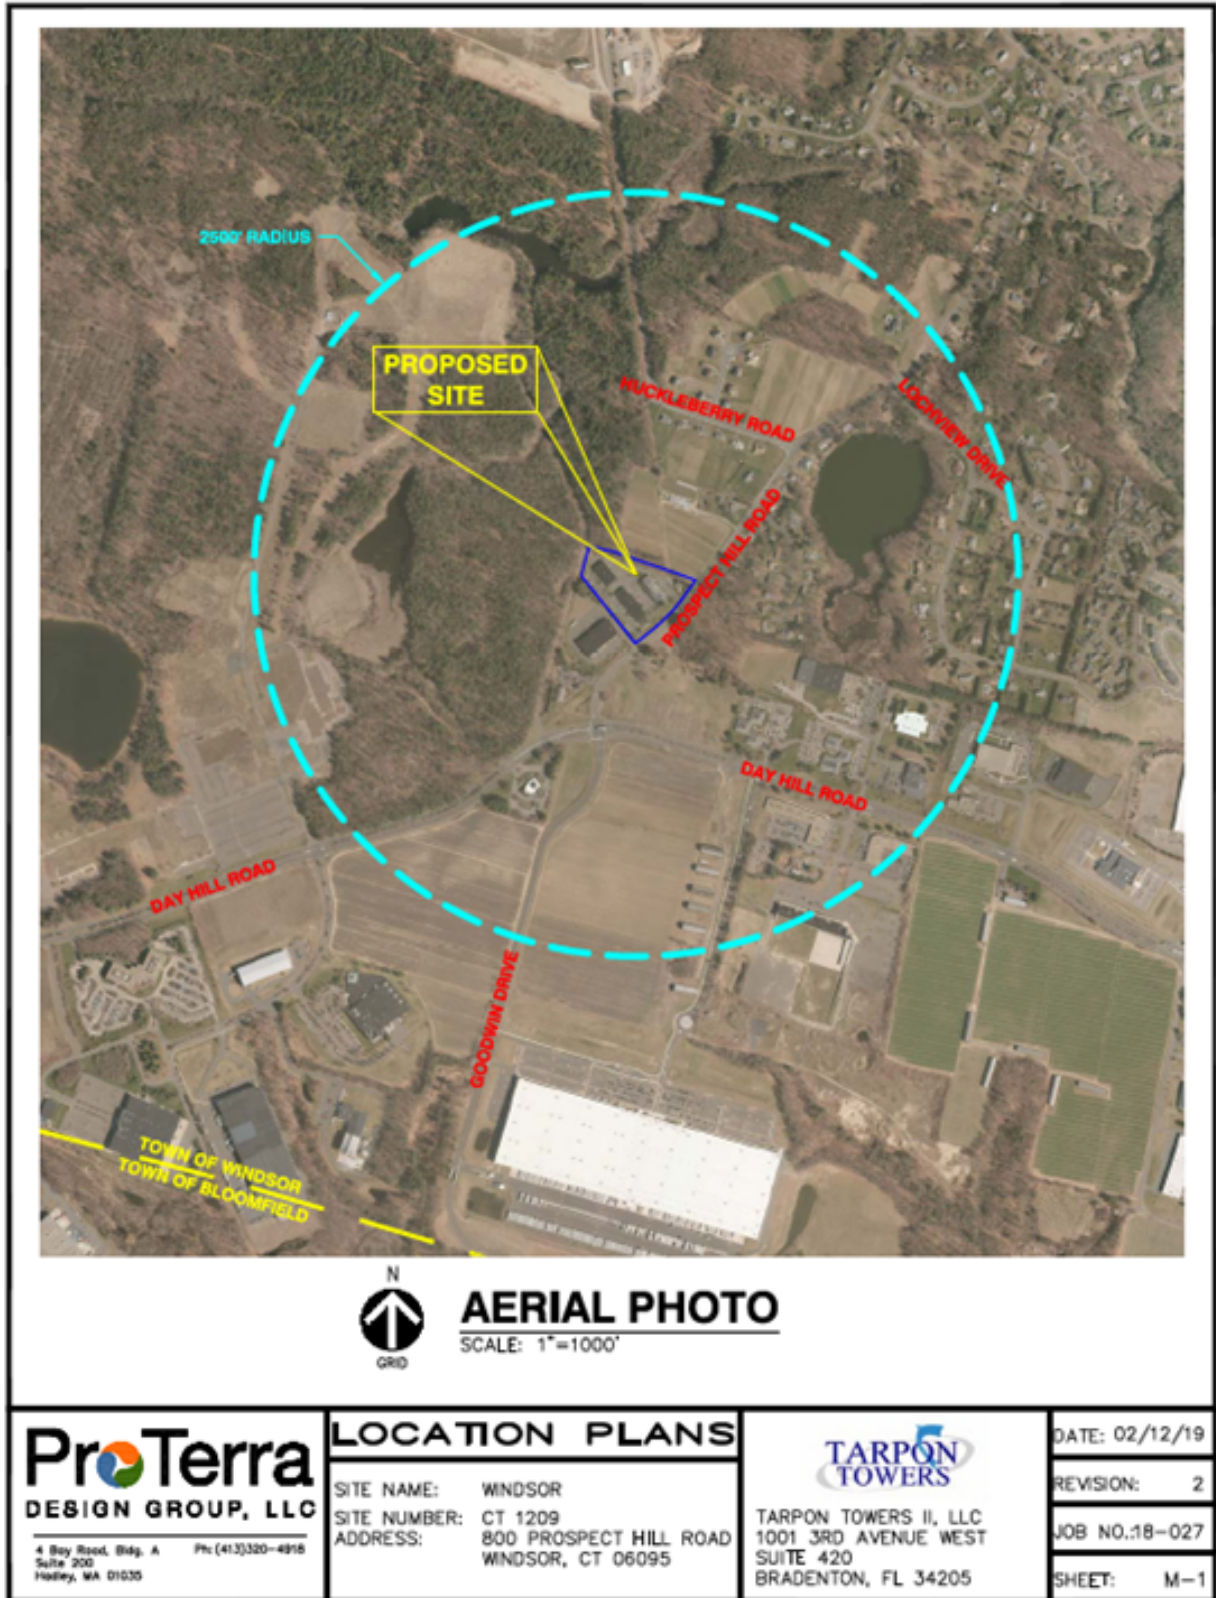 2500' RADIUS
PROPOSED
SITE
HUCKLEBERRY ROAD
LOCHVIEW DRIVE
PROSPECT HILL ROAD
DAY HILL ROAD
DAY HILL ROAD
GOODWIN DRIVE
TOWN OF WINDSOR
TOWN OF BLOOMFIELD
N
GRID
AERIAL PHOTO
SCALE: 1"=1000'
ProTerra
DESIGN GROUP, LLC
4 Bay Road, Bldg. A Ph: (413)320-4918
Suite 200
Hadley, MA 01035
LOCATION PLANS
SITE NAME: WINDSOR
SITE NUMBER: CT 1209
ADDRESS: 800 PROSPECT HILL ROAD
WINDSOR, CT 06095
TARPON
TOWERS
TARPON TOWERS II, LLC
1001 3RD AVENUE WEST
SUITE 420
BRADENTON, FL 34205
DATE: 02/12/19
REVISION: 2
JOB NO.:18-027
SHEET: M-1